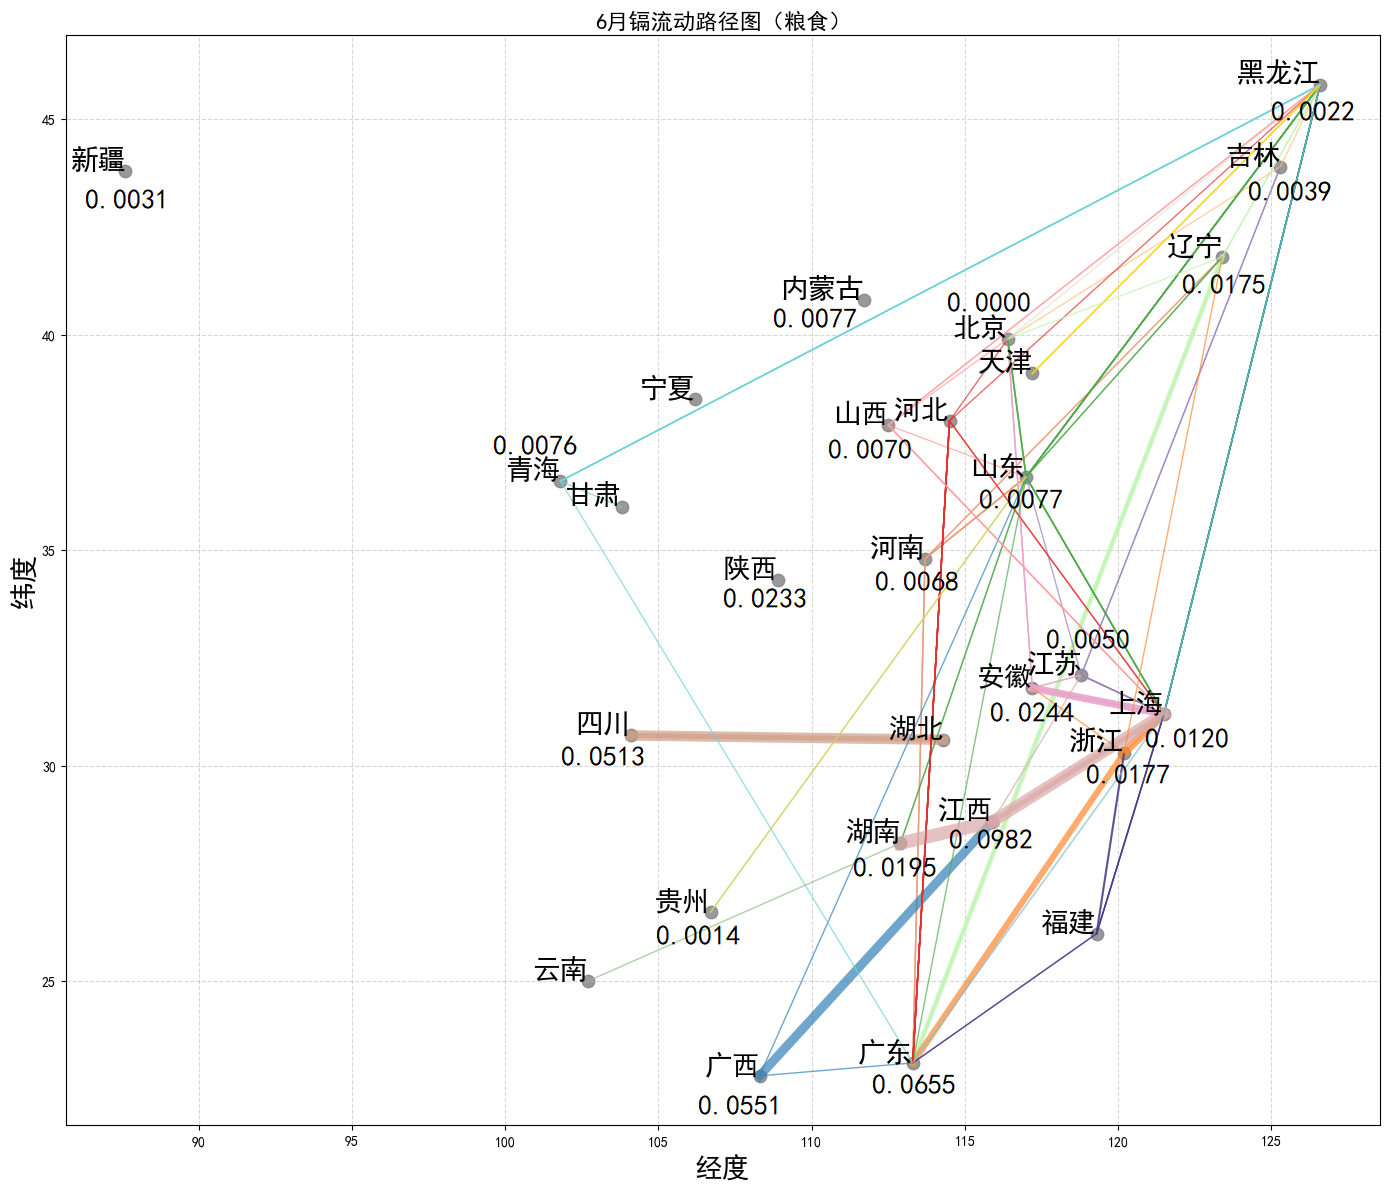 6月镉流动路径图（粮食）
黑龙江
0.0022
45
吉林
0.0039
新疆
0.0031
辽宁
0.0175
内蒙古
0.0077
0.0000
北京
40
天津
宁夏
山西
0.0070
河北
0.0076
青海
甘肃
山东
0.0077
河南
0.0068
35
陕西
0.0233
纬度
0.0050
江苏
安徽
0.0244
上海
0.0120
四川
0.0513
湖北
浙江
0.0177
30
江西
0.0982
湖南
0.0195
贵州
0.0014
福建
云南
25
广东
0.0655
广西
0.0551
90
95
100
105
110
115
120
125
经度